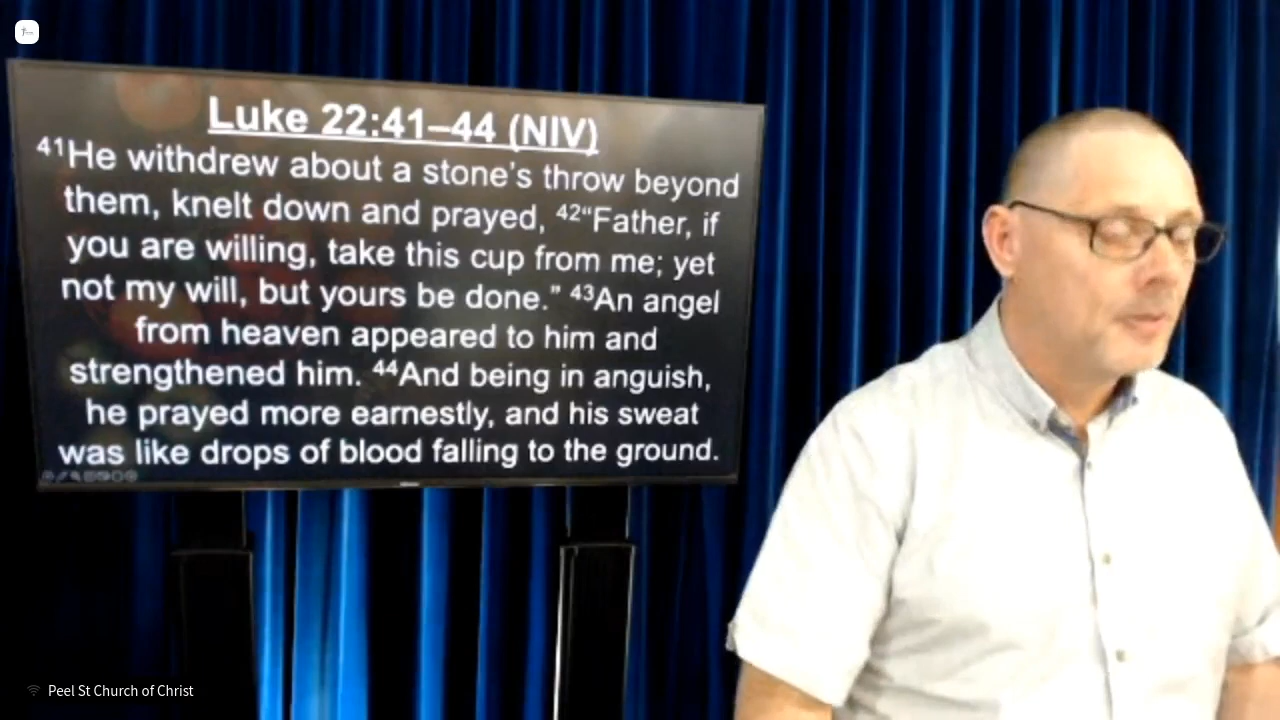 Luke 22:41–44 (NIV)
⁴¹He withdrew about a stone’s throw beyond
them, knelt down and prayed, ⁴²“Father, if
you are willing, take this cup from me; yet
not my will, but yours be done.” ⁴³An angel
from heaven appeared to him and
strengthened him. ⁴⁴And being in anguish,
he prayed more earnestly, and his sweat
was like drops of blood falling to the ground.
Peel St Church of Christ